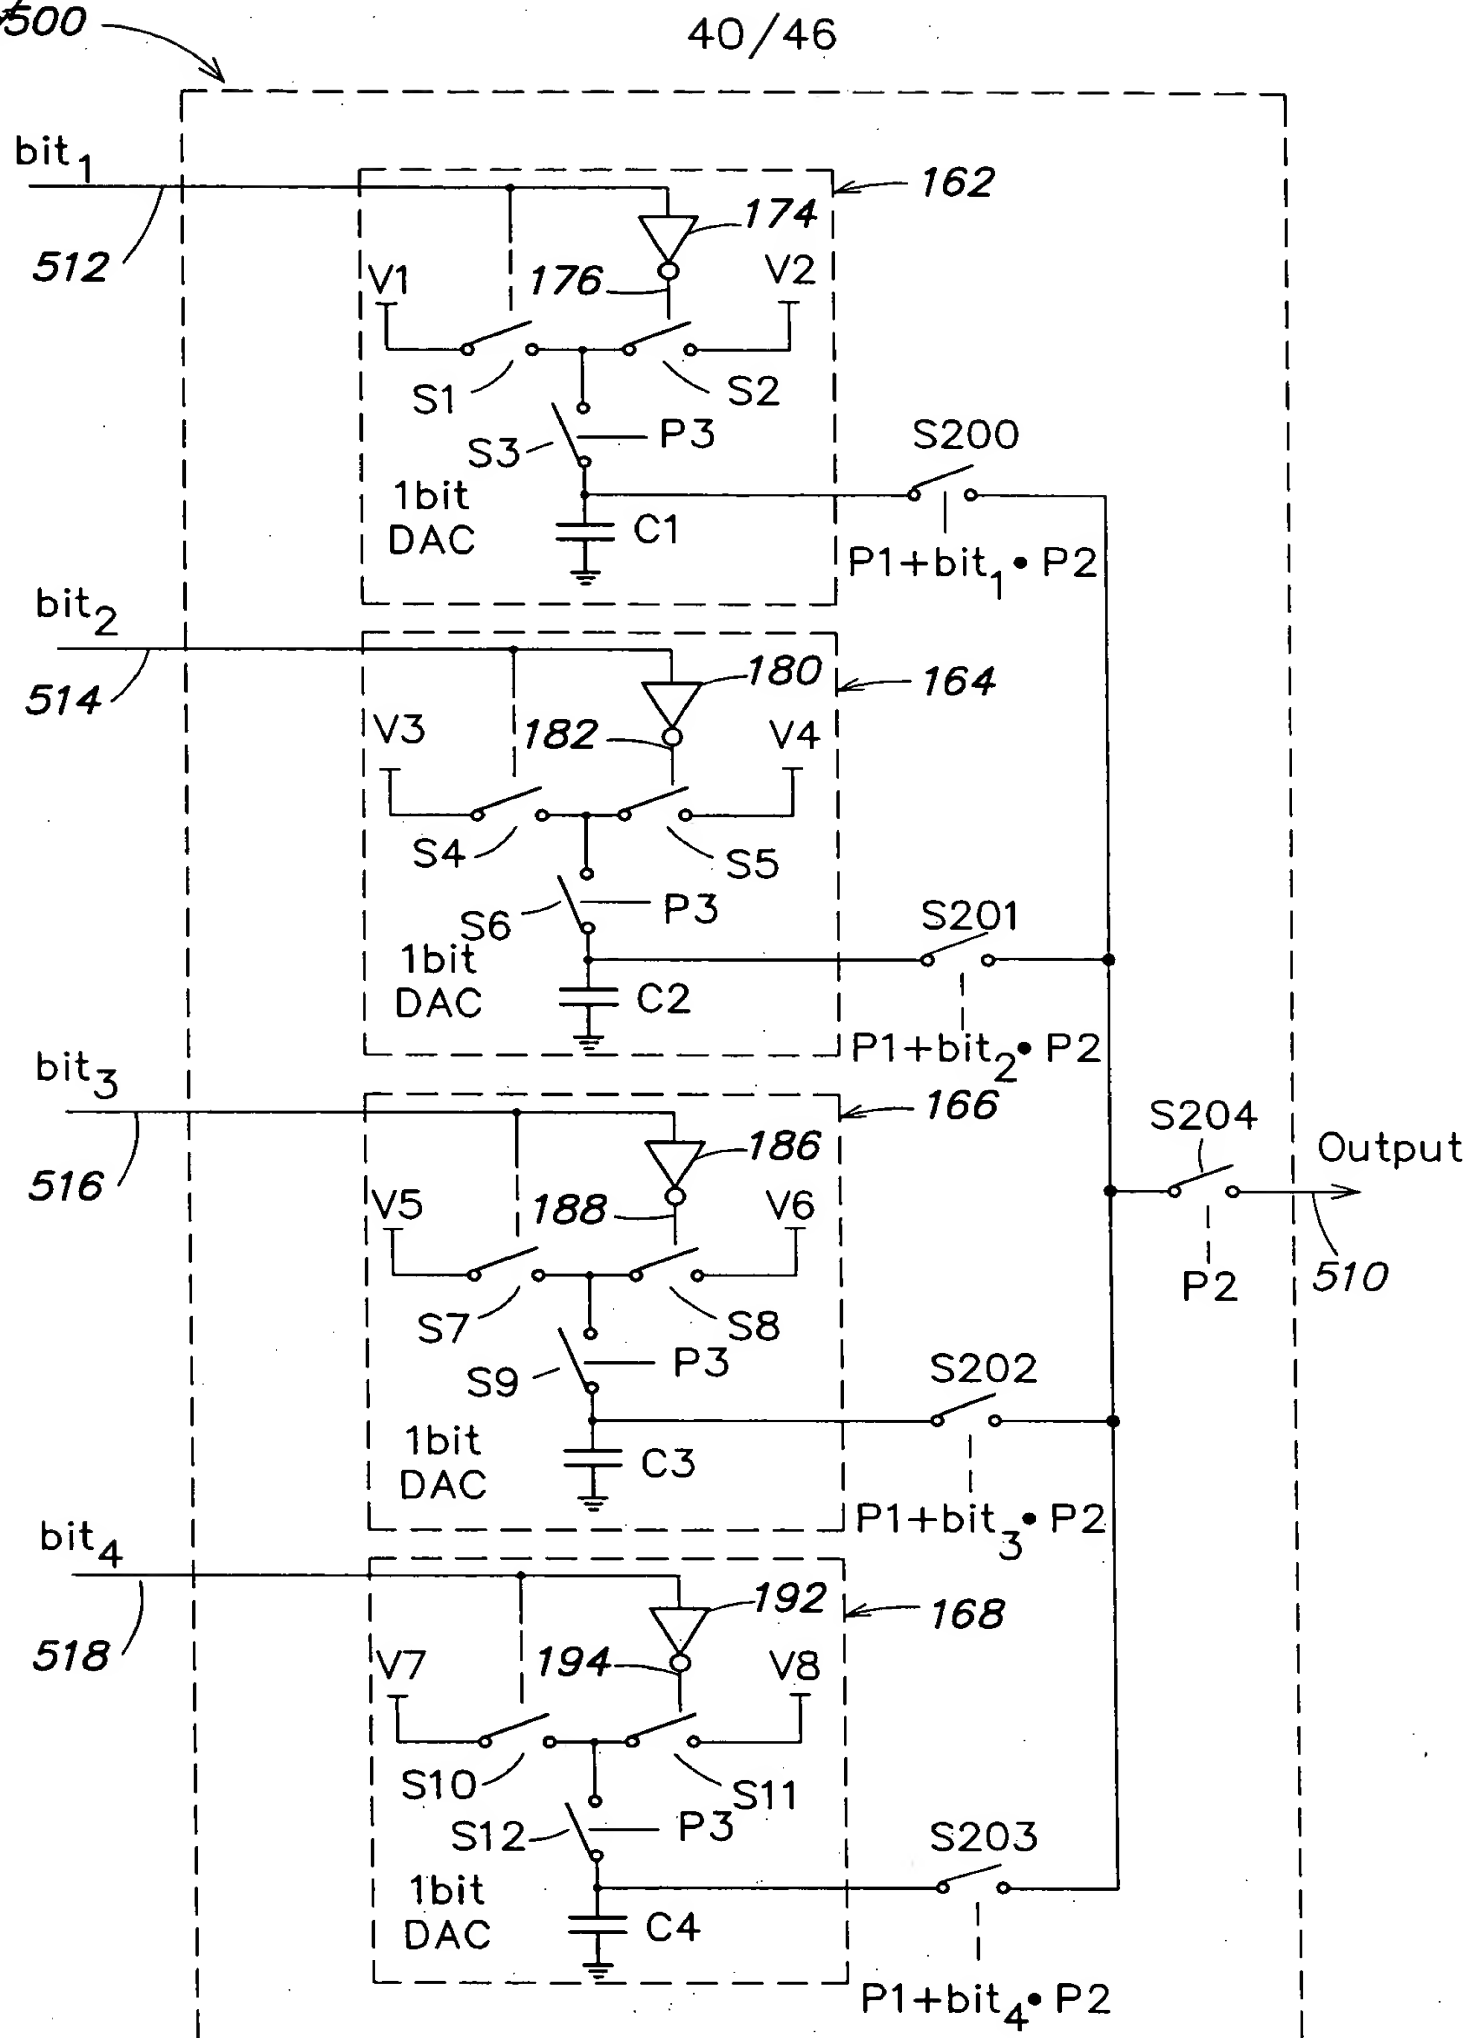 500
40/46
bit1
162
174
512
V1
176
V2
S1
S2
S3
P3
S200
1bit
DAC
C1
P1+bit1•P2
bit2
180
164
514
V3
182
V4
S4
S5
S6
P3
S201
1bit
DAC
C2
P1+bit2•P2
bit3
166
186
S204
Output
516
V5
188
V6
P2
510
S7
S8
S9
P3
S202
1bit
DAC
C3
P1+bit3•P2
bit4
192
168
518
V7
194
V8
S10
S11
S12
P3
S203
1bit
DAC
C4
P1+bit4•P2